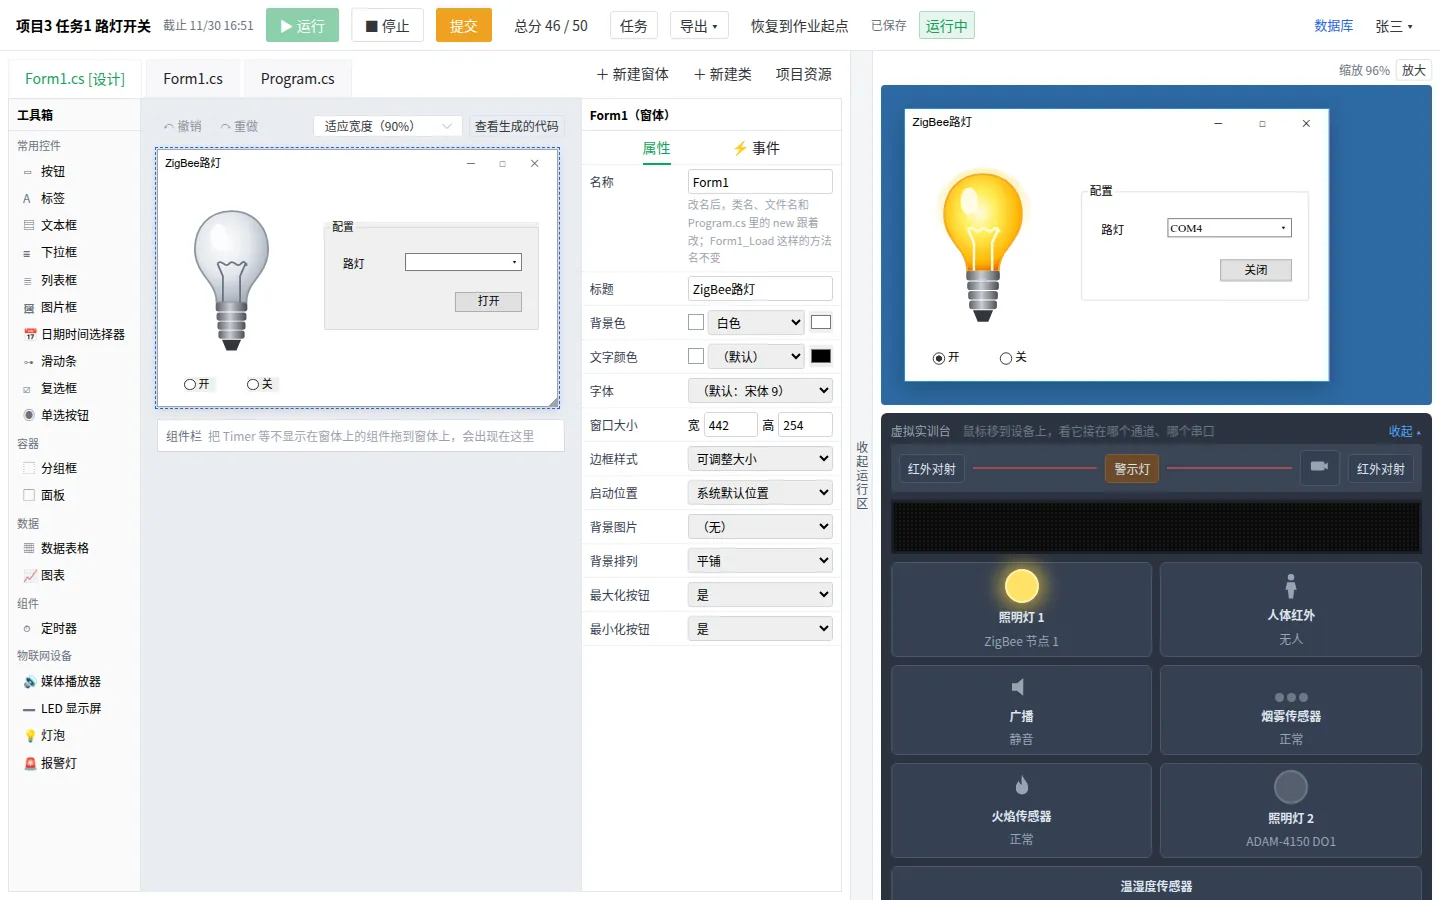 项目3 任务1 路灯开关 截止 11/30 16:51 运行 停止 提交 总分 46 / 50 任务 导出 恢复到作业起点 已保存 运行中 数据库 张三
Form1.cs [设计] Form1.cs Program.cs 新建窗体 新建类 项目资源
缩放 96% 放大
工具箱
常用控件
按钮
标签
文本框
下拉框
列表框
图片框
日期时间选择器
滑动条
复选框
单选按钮
容器
分组框
面板
数据
数据表格
图表
组件
定时器
物联网设备
媒体播放器
LED 显示屏
灯泡
报警灯
撤销 重做 适应宽度（90%） 查看生成的代码
ZigBee路灯
配置
路灯
打开
开 关
组件栏 把 Timer 等不显示在窗体上的组件拖到窗体上，会出现在这里
Form1（窗体）
属性 事件
名称 Form1
改名后，类名、文件名和
Program.cs 里的 new 跟着
改；Form1_Load 这样的方法
名不变
标题 ZigBee路灯
背景色 白色
文字颜色 （默认）
字体 （默认：宋体 9）
窗口大小 宽 442 高 254
边框样式 可调整大小
启动位置 系统默认位置
背景图片 （无）
背景排列 平铺
最大化按钮 是
最小化按钮 是
收起运行区
ZigBee路灯
配置
路灯 COM4
关闭
开 关
虚拟实训台 鼠标移到设备上，看它接在哪个通道、哪个串口 收起
红外对射 警示灯 红外对射
照明灯 1
ZigBee 节点 1
人体红外
无人
广播
静音
烟雾传感器
正常
火焰传感器
正常
照明灯 2
ADAM-4150 DO1
温湿度传感器